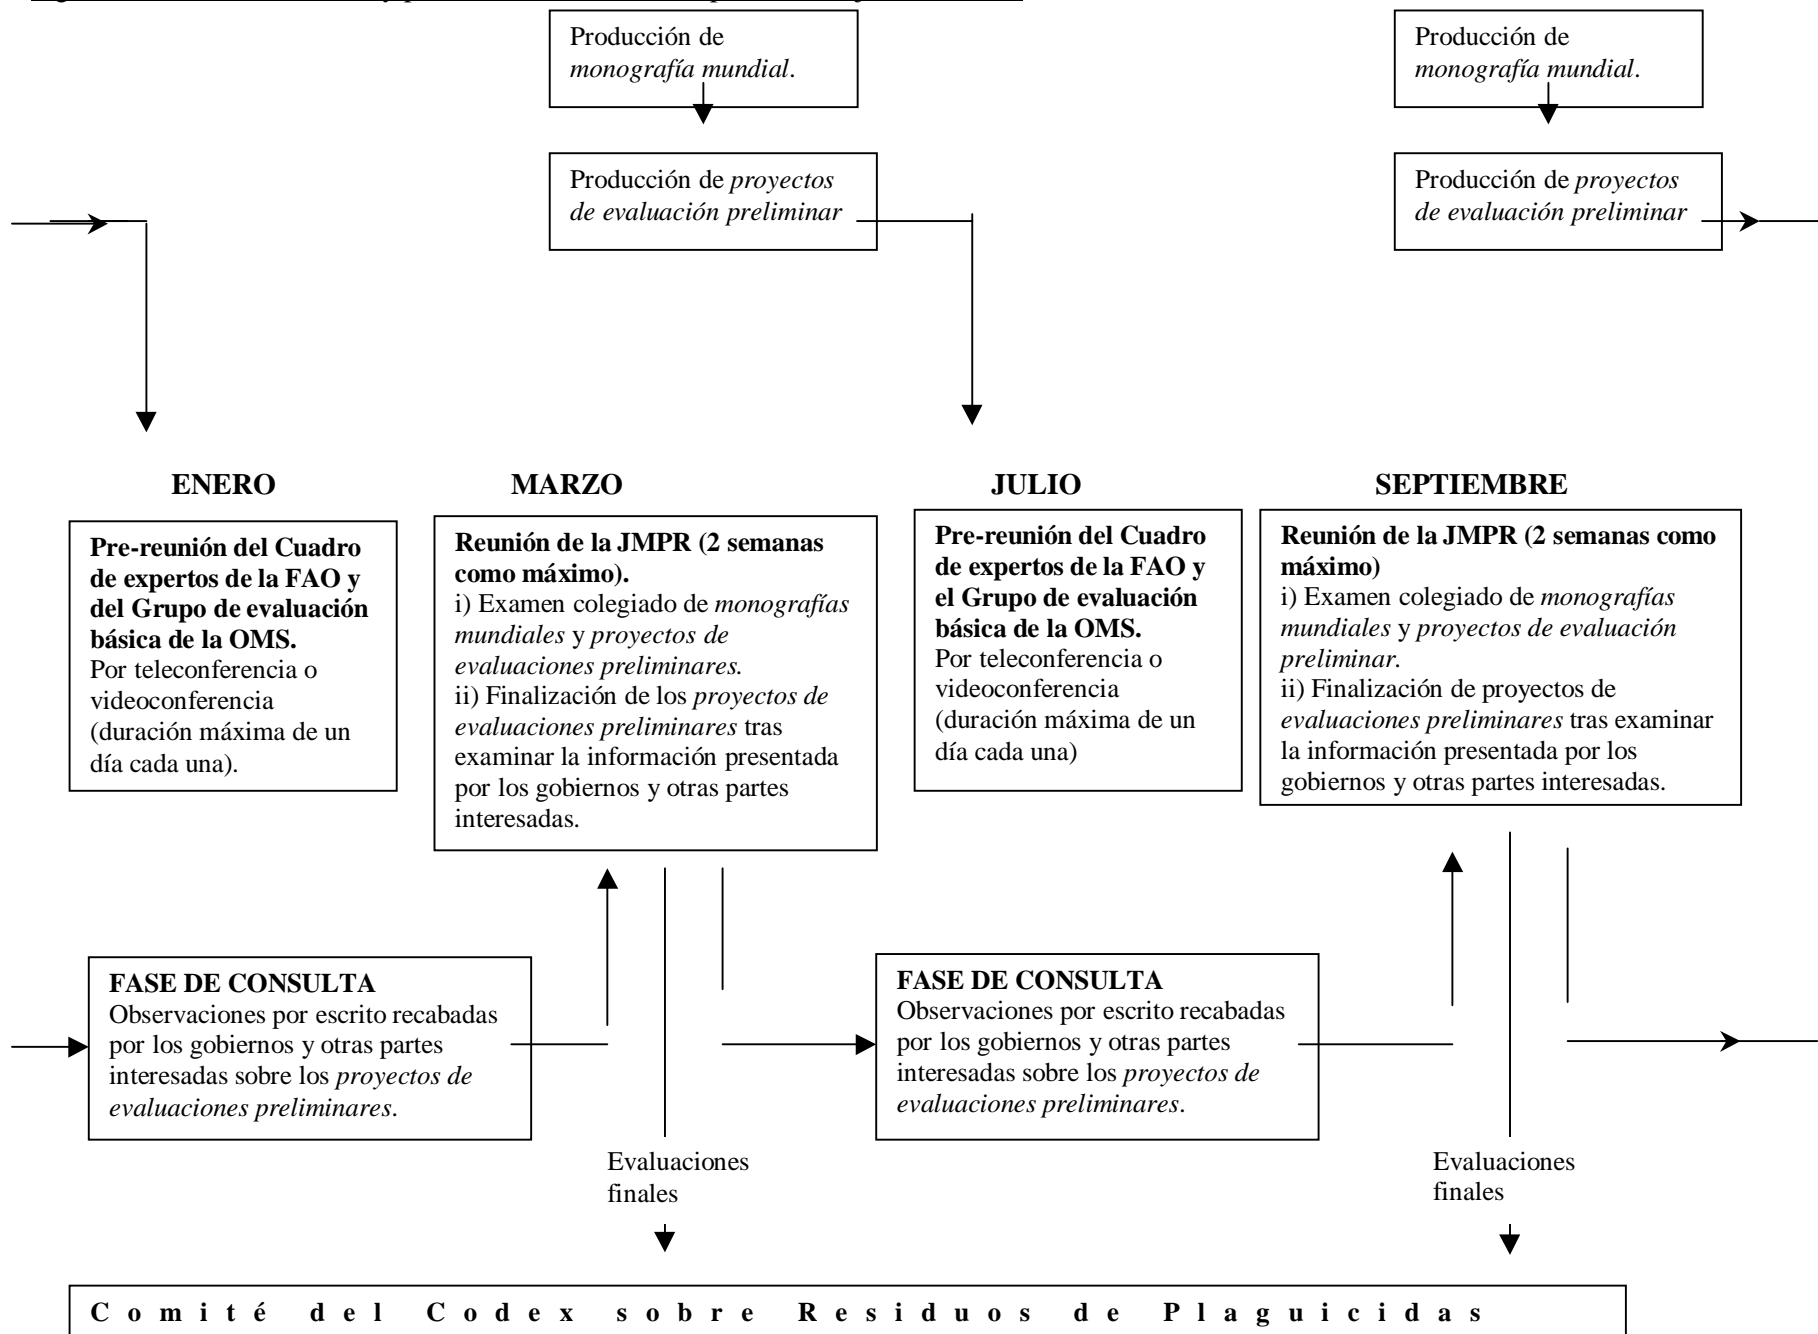 Producción de
monografía mundial.
Producción de
monografía mundial.
Producción de proyectos
de evaluación preliminar
Producción de proyectos
de evaluación preliminar
ENERO
MARZO
JULIO
SEPTIEMBRE
Pre-reunión del Cuadro
de expertos de la FAO y
del Grupo de evaluación
básica de la OMS.
Por teleconferencia o
videoconferencia
(duración máxima de un
día cada una).
Reunión de la JMPR (2 semanas
como máximo).
i) Examen colegiado de monografías
mundiales y proyectos de
evaluaciones preliminares.
ii) Finalización de los proyectos de
evaluaciones preliminares tras
examinar la información presentada
por los gobiernos y otras partes
interesadas.
Pre-reunión del Cuadro
de expertos de la FAO y
el Grupo de evaluación
básica de la OMS.
Por teleconferencia o
videoconferencia
(duración máxima de un
día cada una)
Reunión de la JMPR (2 semanas como
máximo)
i) Examen colegiado de monografías
mundiales y proyectos de evaluación
preliminar.
ii) Finalización de proyectos de
evaluaciones preliminares tras examinar
la información presentada por los
gobiernos y otras partes interesadas.
FASE DE CONSULTA
Observaciones por escrito recabadas
por los gobiernos y otras partes
interesadas sobre los proyectos de
evaluaciones preliminares.
FASE DE CONSULTA
Observaciones por escrito recabadas
por los gobiernos y otras partes
interesadas sobre los proyectos de
evaluaciones preliminares.
Evaluaciones
finales
Evaluaciones
finales
Comité del Codex sobre Residuos de Plaguicidas